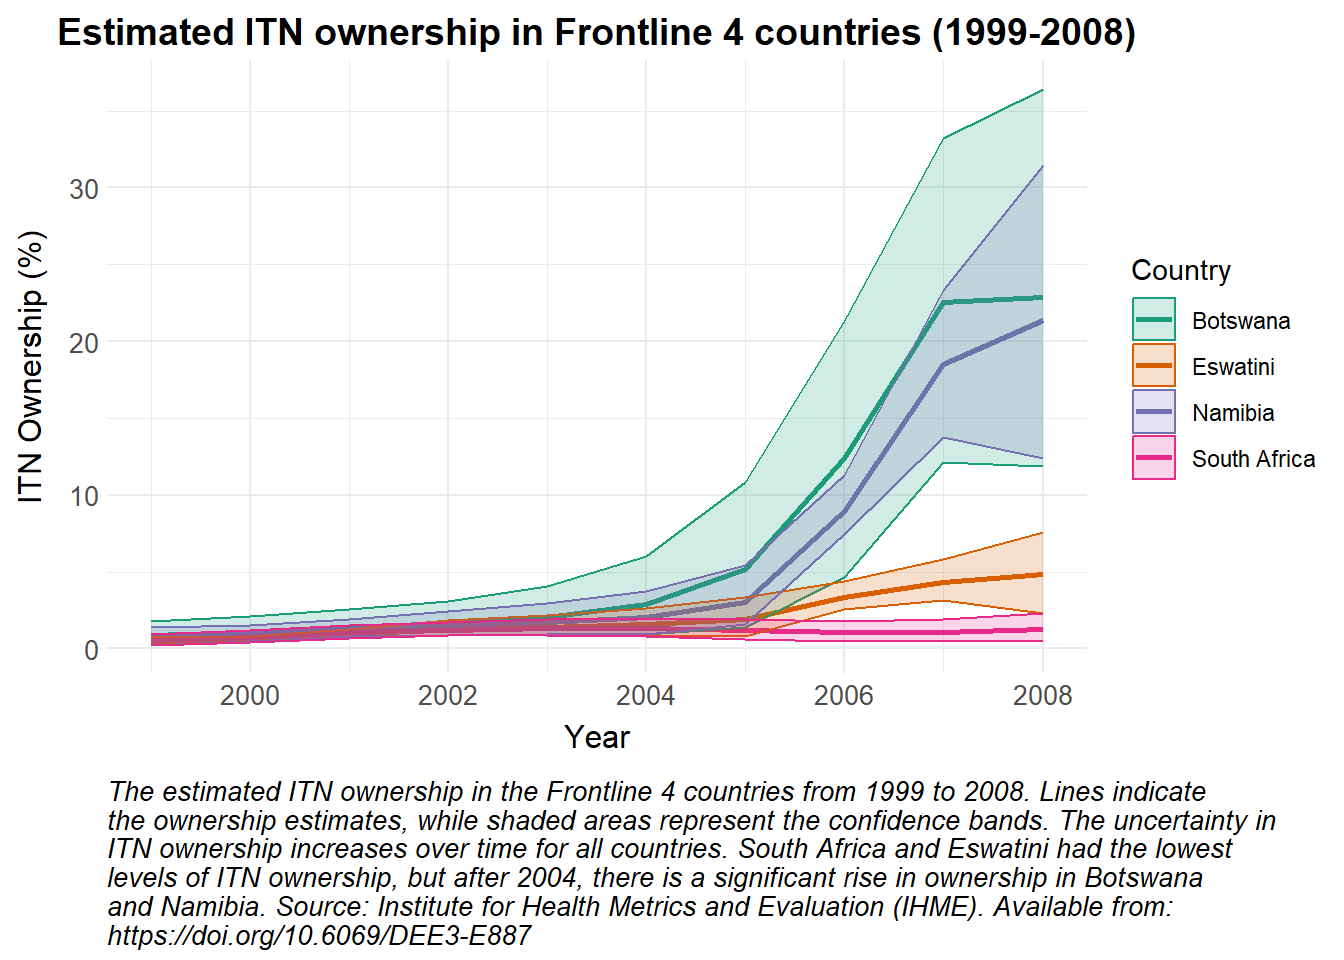 Estimated ITN ownership in Frontline 4 countries (1999-2008)
ITN Ownership (%)
30
20
10
0
2000 2002 2004 2006 2008
Year
Country
Botswana
Eswatini
Namibia
South Africa
The estimated ITN ownership in the Frontline 4 countries from 1999 to 2008. Lines indicate
the ownership estimates, while shaded areas represent the confidence bands. The uncertainty in
ITN ownership increases over time for all countries. South Africa and Eswatini had the lowest
levels of ITN ownership, but after 2004, there is a significant rise in ownership in Botswana
and Namibia. Source: Institute for Health Metrics and Evaluation (IHME). Available from:
https://doi.org/10.6069/DEE3-E887